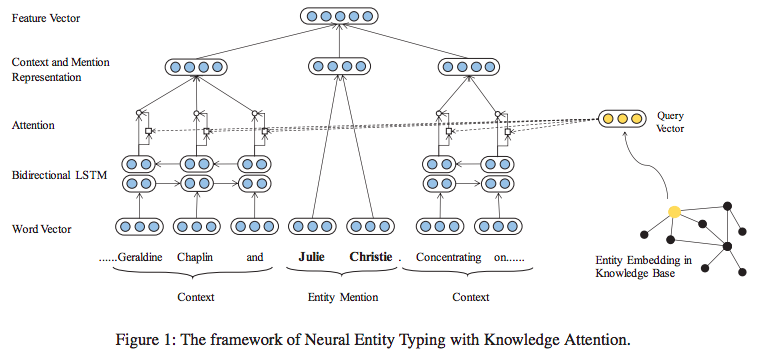 Feature Vector
Context and Mention
Representation
Attention
Query
Vector
Bidirectional LSTM
Word Vector
......Geraldine Chaplin and Julie Christie . Concentrating on......
Entity Embedding in
Knowledge Base
Context Entity Mention Context
Figure 1: The framework of Neural Entity Typing with Knowledge Attention.